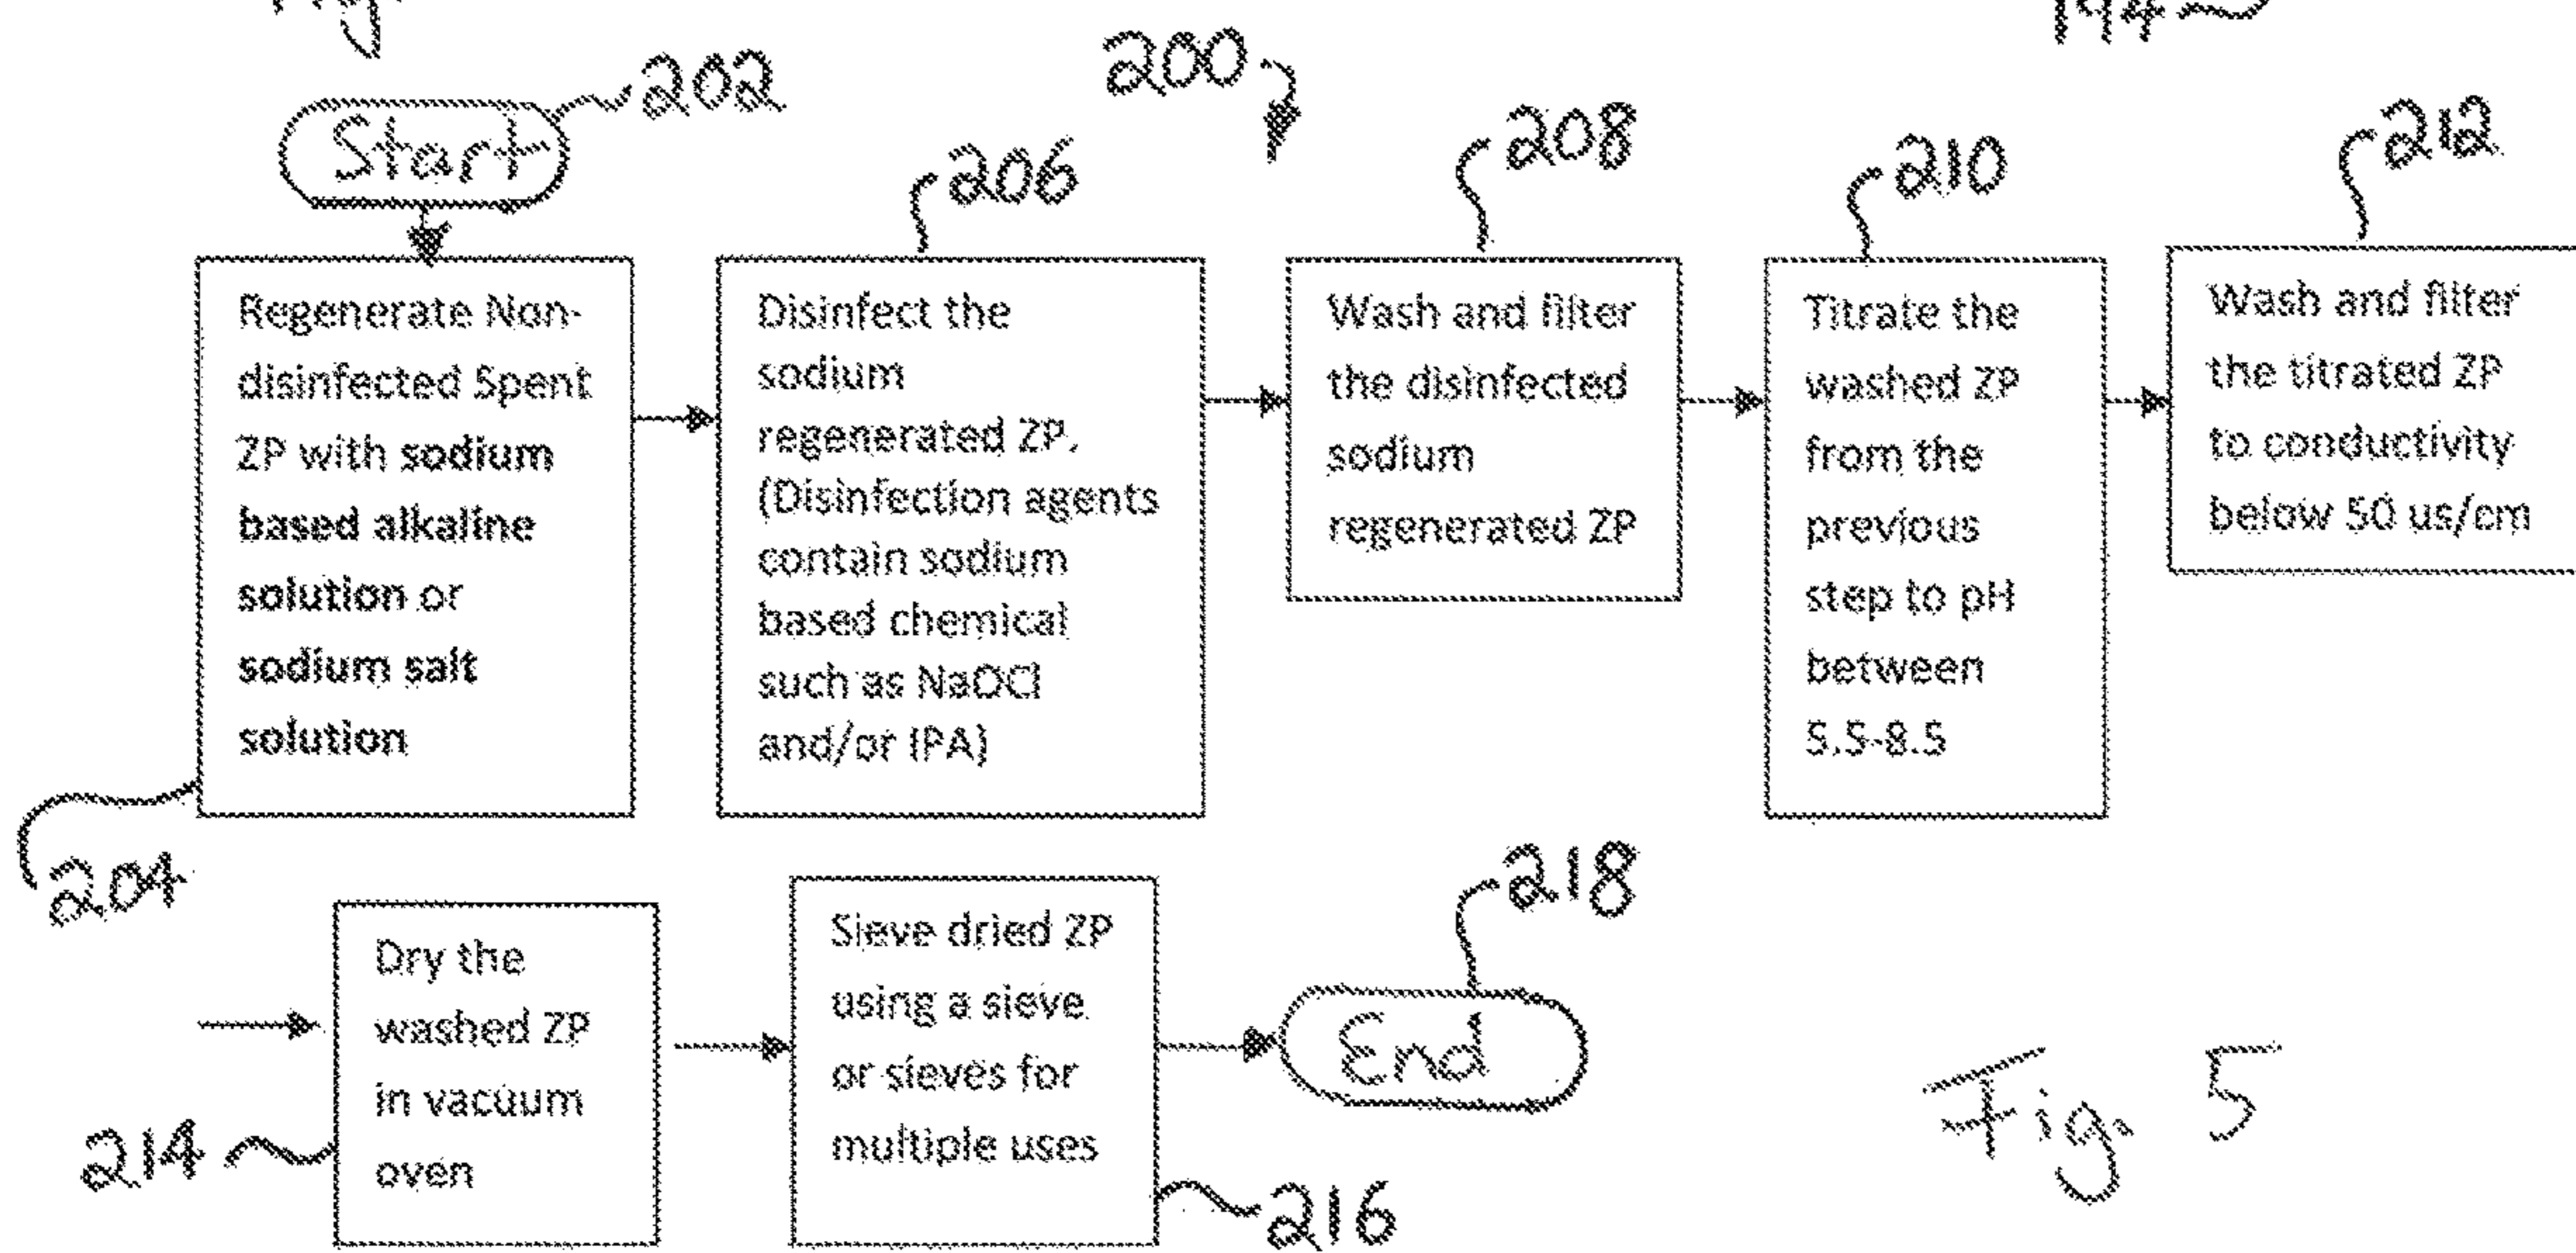 194
200
202
Start
206
208
210
212
Regenerate Non-
disinfected Spent
ZP with sodium
based alkaline
solution or
sodium salt
solution
Disinfect the
sodium
regenerated ZP.
(Disinfection agents
contain sodium
based chemical
such as NaOCl
and/or IPA)
Wash and filter
the disinfected
sodium
regenerated ZP
Titrate the
washed ZP
from the
previous
step to pH
between
5.5-8.5
Wash and filter
the titrated ZP
to conductivity
below 50 us/cm
204
Dry the
washed ZP
in vacuum
oven
214
Sieve dried ZP
using a sieve
or sieves for
multiple uses
216
218
End
Fig. 5